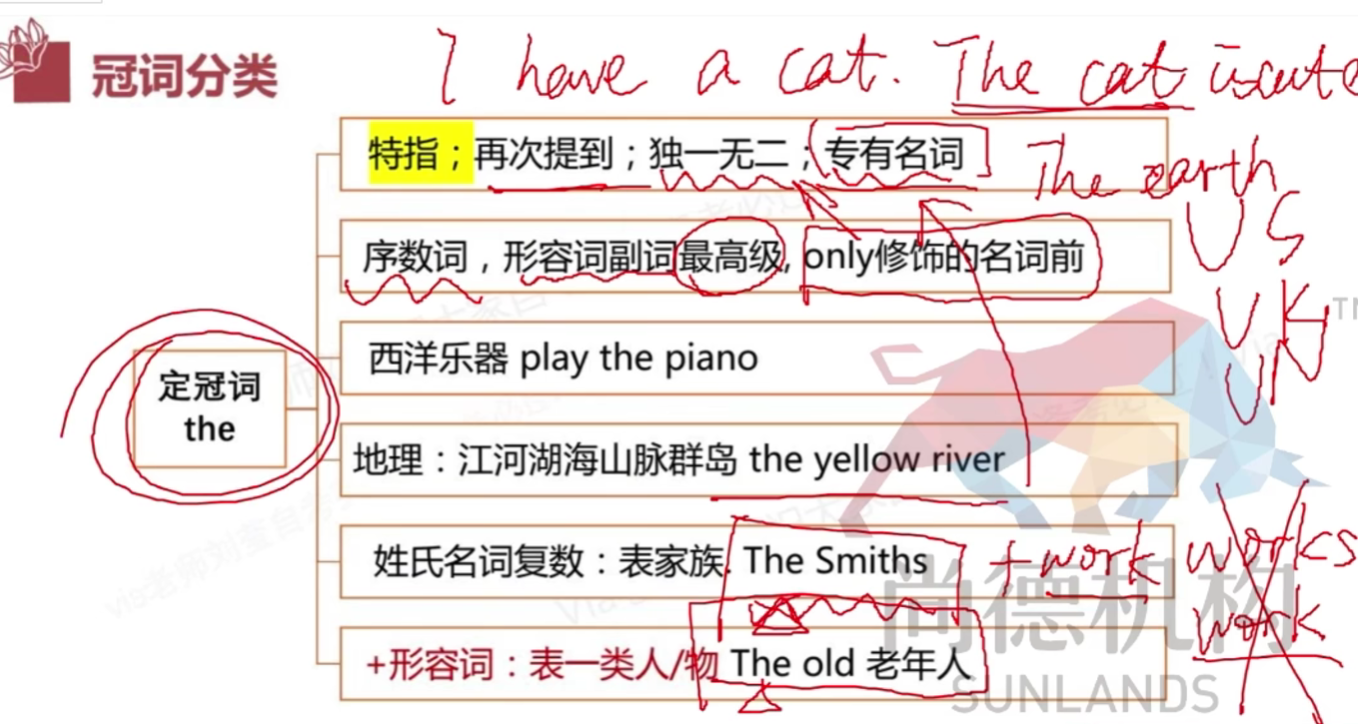 冠词分类
I have a cat. The cat is cute
特指；再次提到；独一无二；专有名词
The earth
US
序数词，形容词副词最高级, only修饰的名词前
UK
TM
西洋乐器 play the piano
定冠词
the
地理：江河湖海山脉群岛 the yellow river
姓氏名词复数：表家族. The Smiths
+ work works
work
+形容词：表一类人/物 The old 老年人
尚德机构
SUNLANDS